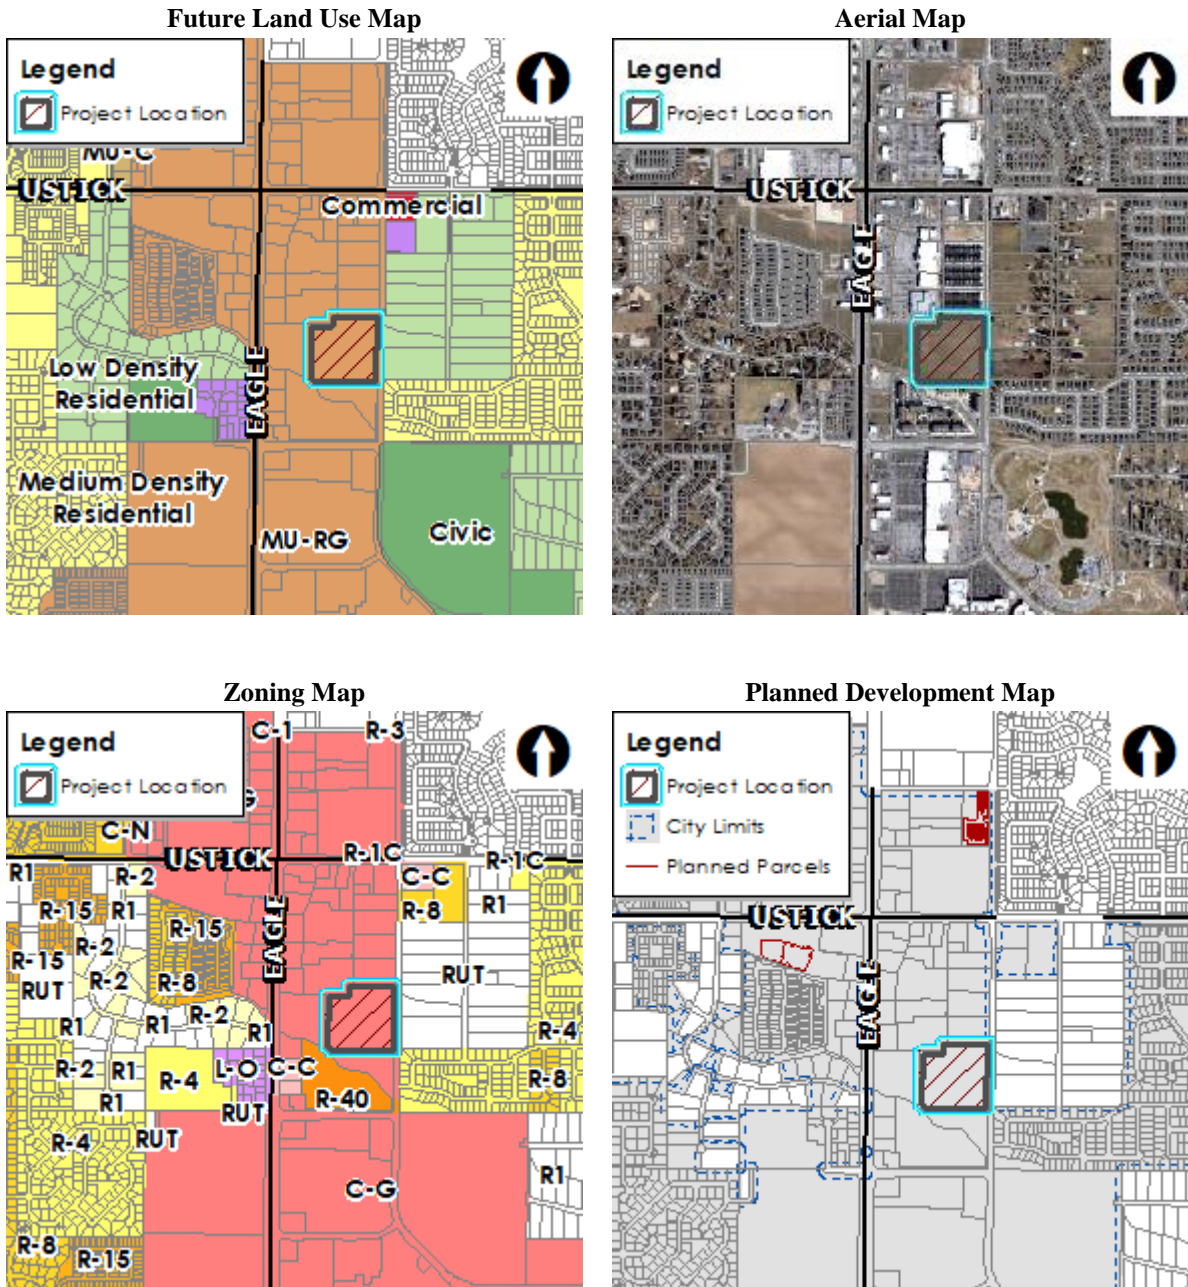 Future Land Use Map
Legend
Project Location
MU-C
USTICK
Commercial
EAGLE
Low Density
Residential
Medium Density
Residential
MU-RG
Civic
Aerial Map
Legend
Project Location
USTICK
EAGLE
Zoning Map
Legend
Project Location
C-1
R-3
C-N
USTICK
R-1C
R-1C
R1
R-2
C-C
R-15
R1
R-8
R1
R-15
R-2
EAGLE
R-15
R-2
RUT
RUT
R-8
R-2
R1
R1
R1
R-4
R-2
R1
R-4
L-O
C-C
R-8
R1
RUT
R-40
R-4
RUT
C-G
R1
R-8
R-15
Planned Development Map
Legend
Project Location
City Limits
Planned Parcels
USTICK
EAGLE